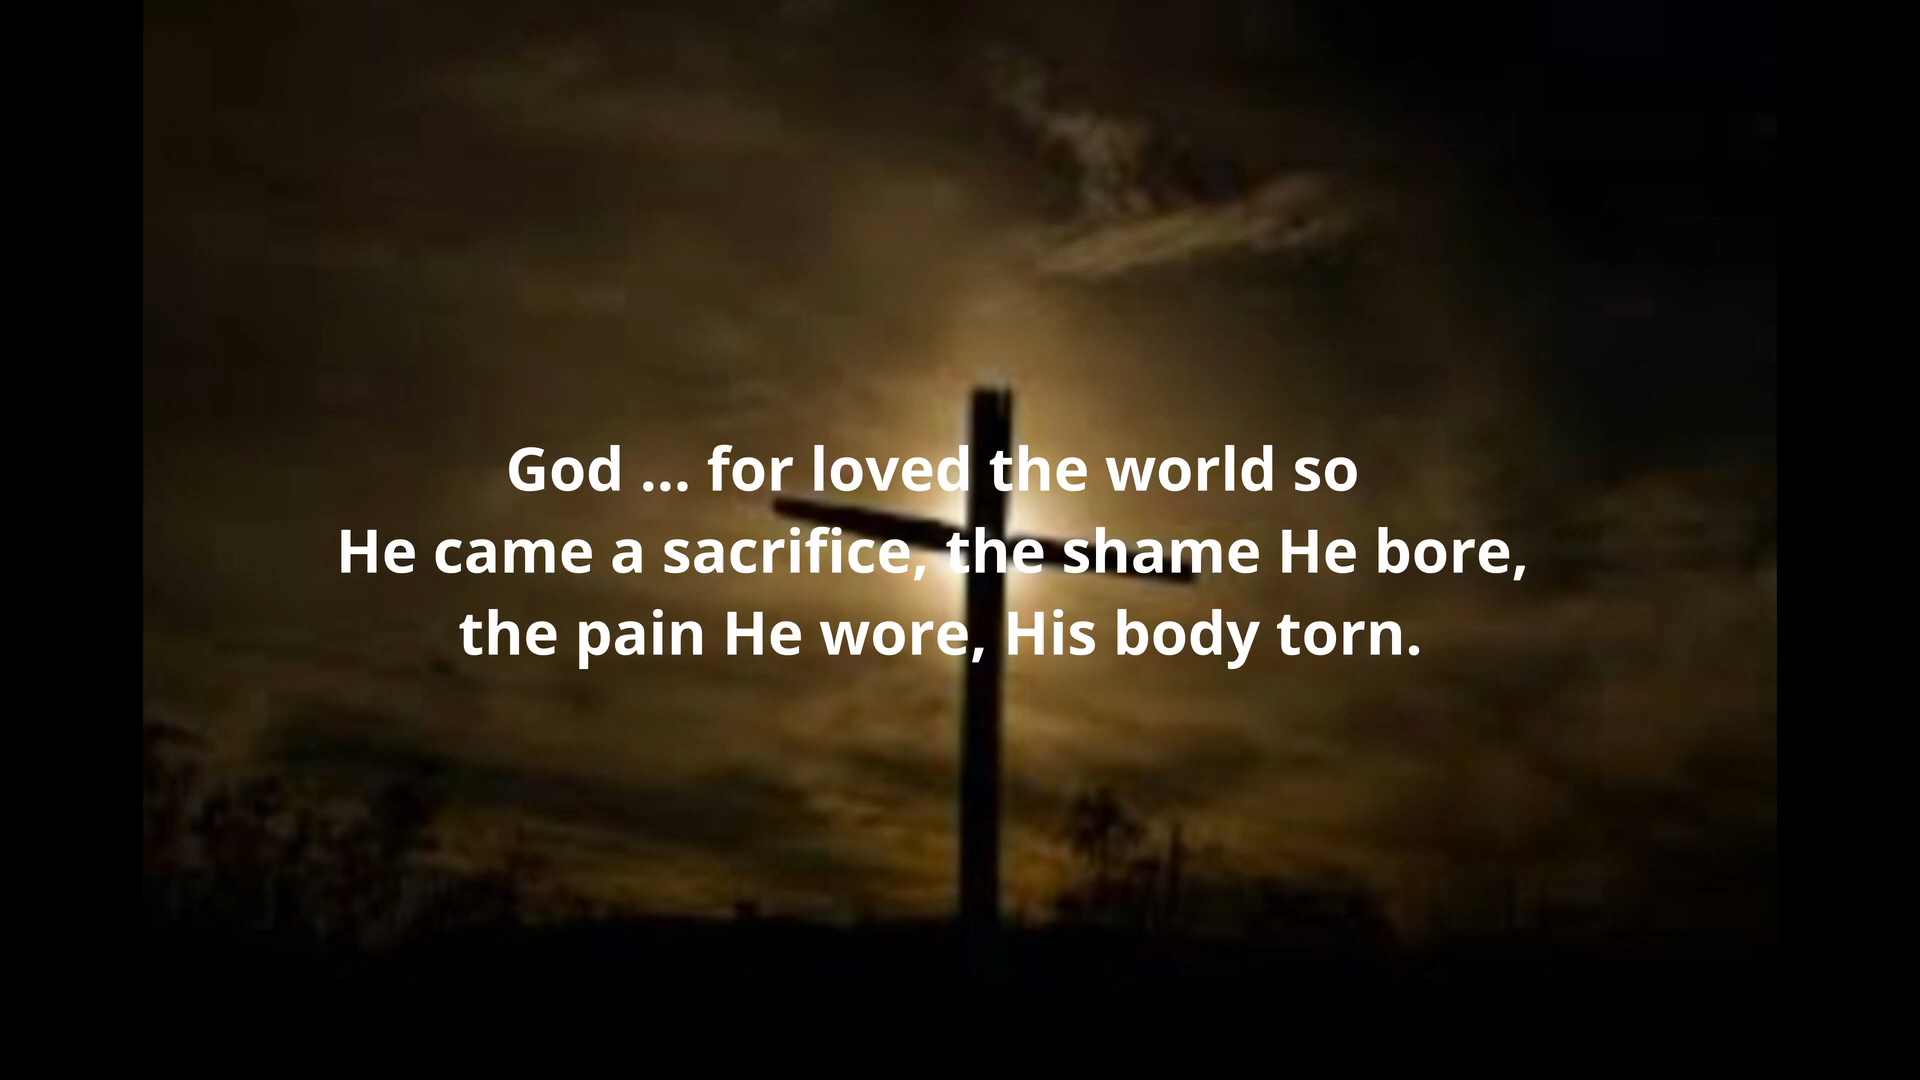 God ... for loved the world so
He came a sacrifice, the shame He bore,
the pain He wore, His body torn.